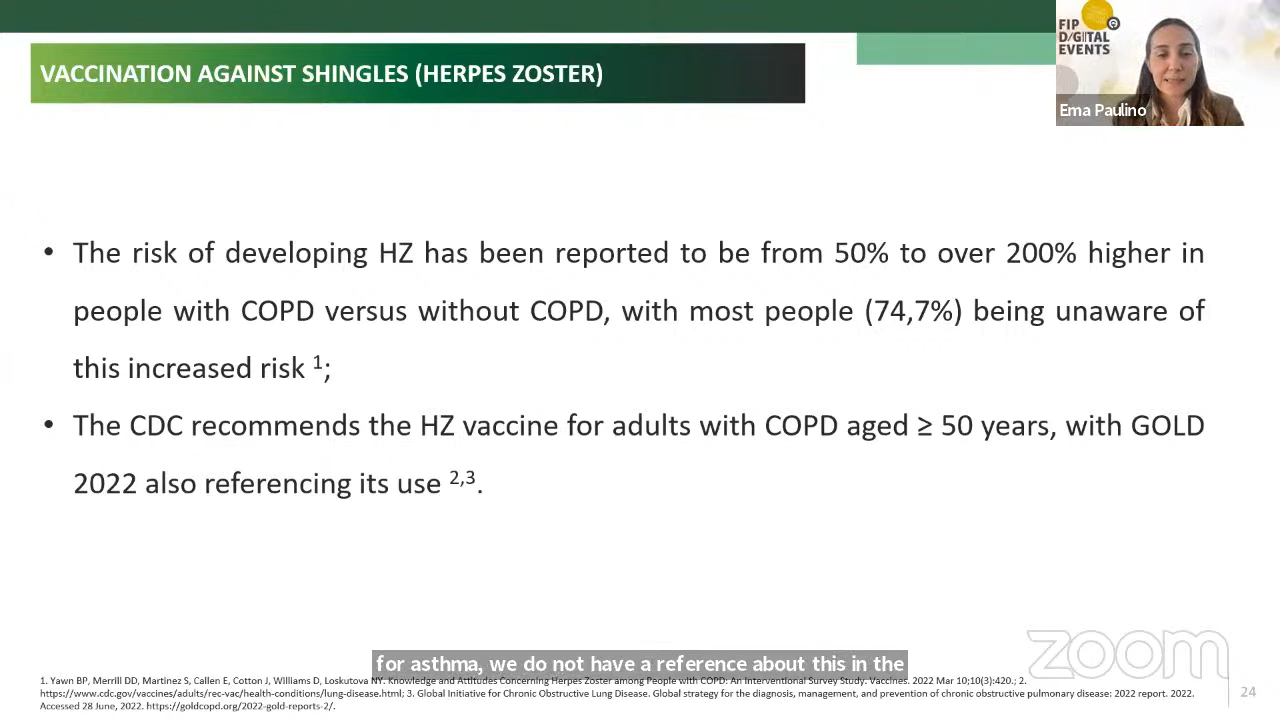 FIP
DIGITAL
EVENTS
Ema Paulino
VACCINATION AGAINST SHINGLES (HERPES ZOSTER)
• The risk of developing HZ has been reported to be from 50% to over 200% higher in
people with COPD versus without COPD, with most people (74,7%) being unaware of
this increased risk ¹;
• The CDC recommends the HZ vaccine for adults with COPD aged ≥ 50 years, with GOLD
2022 also referencing its use ²,³.
zoom
for asthma, we do not have a reference about this in the
1. Yawn BP, Merrill DD, Martinez S, Callen E, Cotton J, Williams D, Loskutova NY. Knowledge and Attitudes Concerning Herpes Zoster among People with COPD: An Interventional Survey Study. Vaccines. 2022 Mar 10;10(3):420.; 2.
https://www.cdc.gov/vaccines/adults/rec-vac/health-conditions/lung-disease.html; 3. Global Initiative for Chronic Obstructive Lung Disease. Global strategy for the diagnosis, management, and prevention of chronic obstructive pulmonary disease: 2022 report. 2022.
Accessed 28 June, 2022. https://goldcopd.org/2022-gold-reports-2/.
24